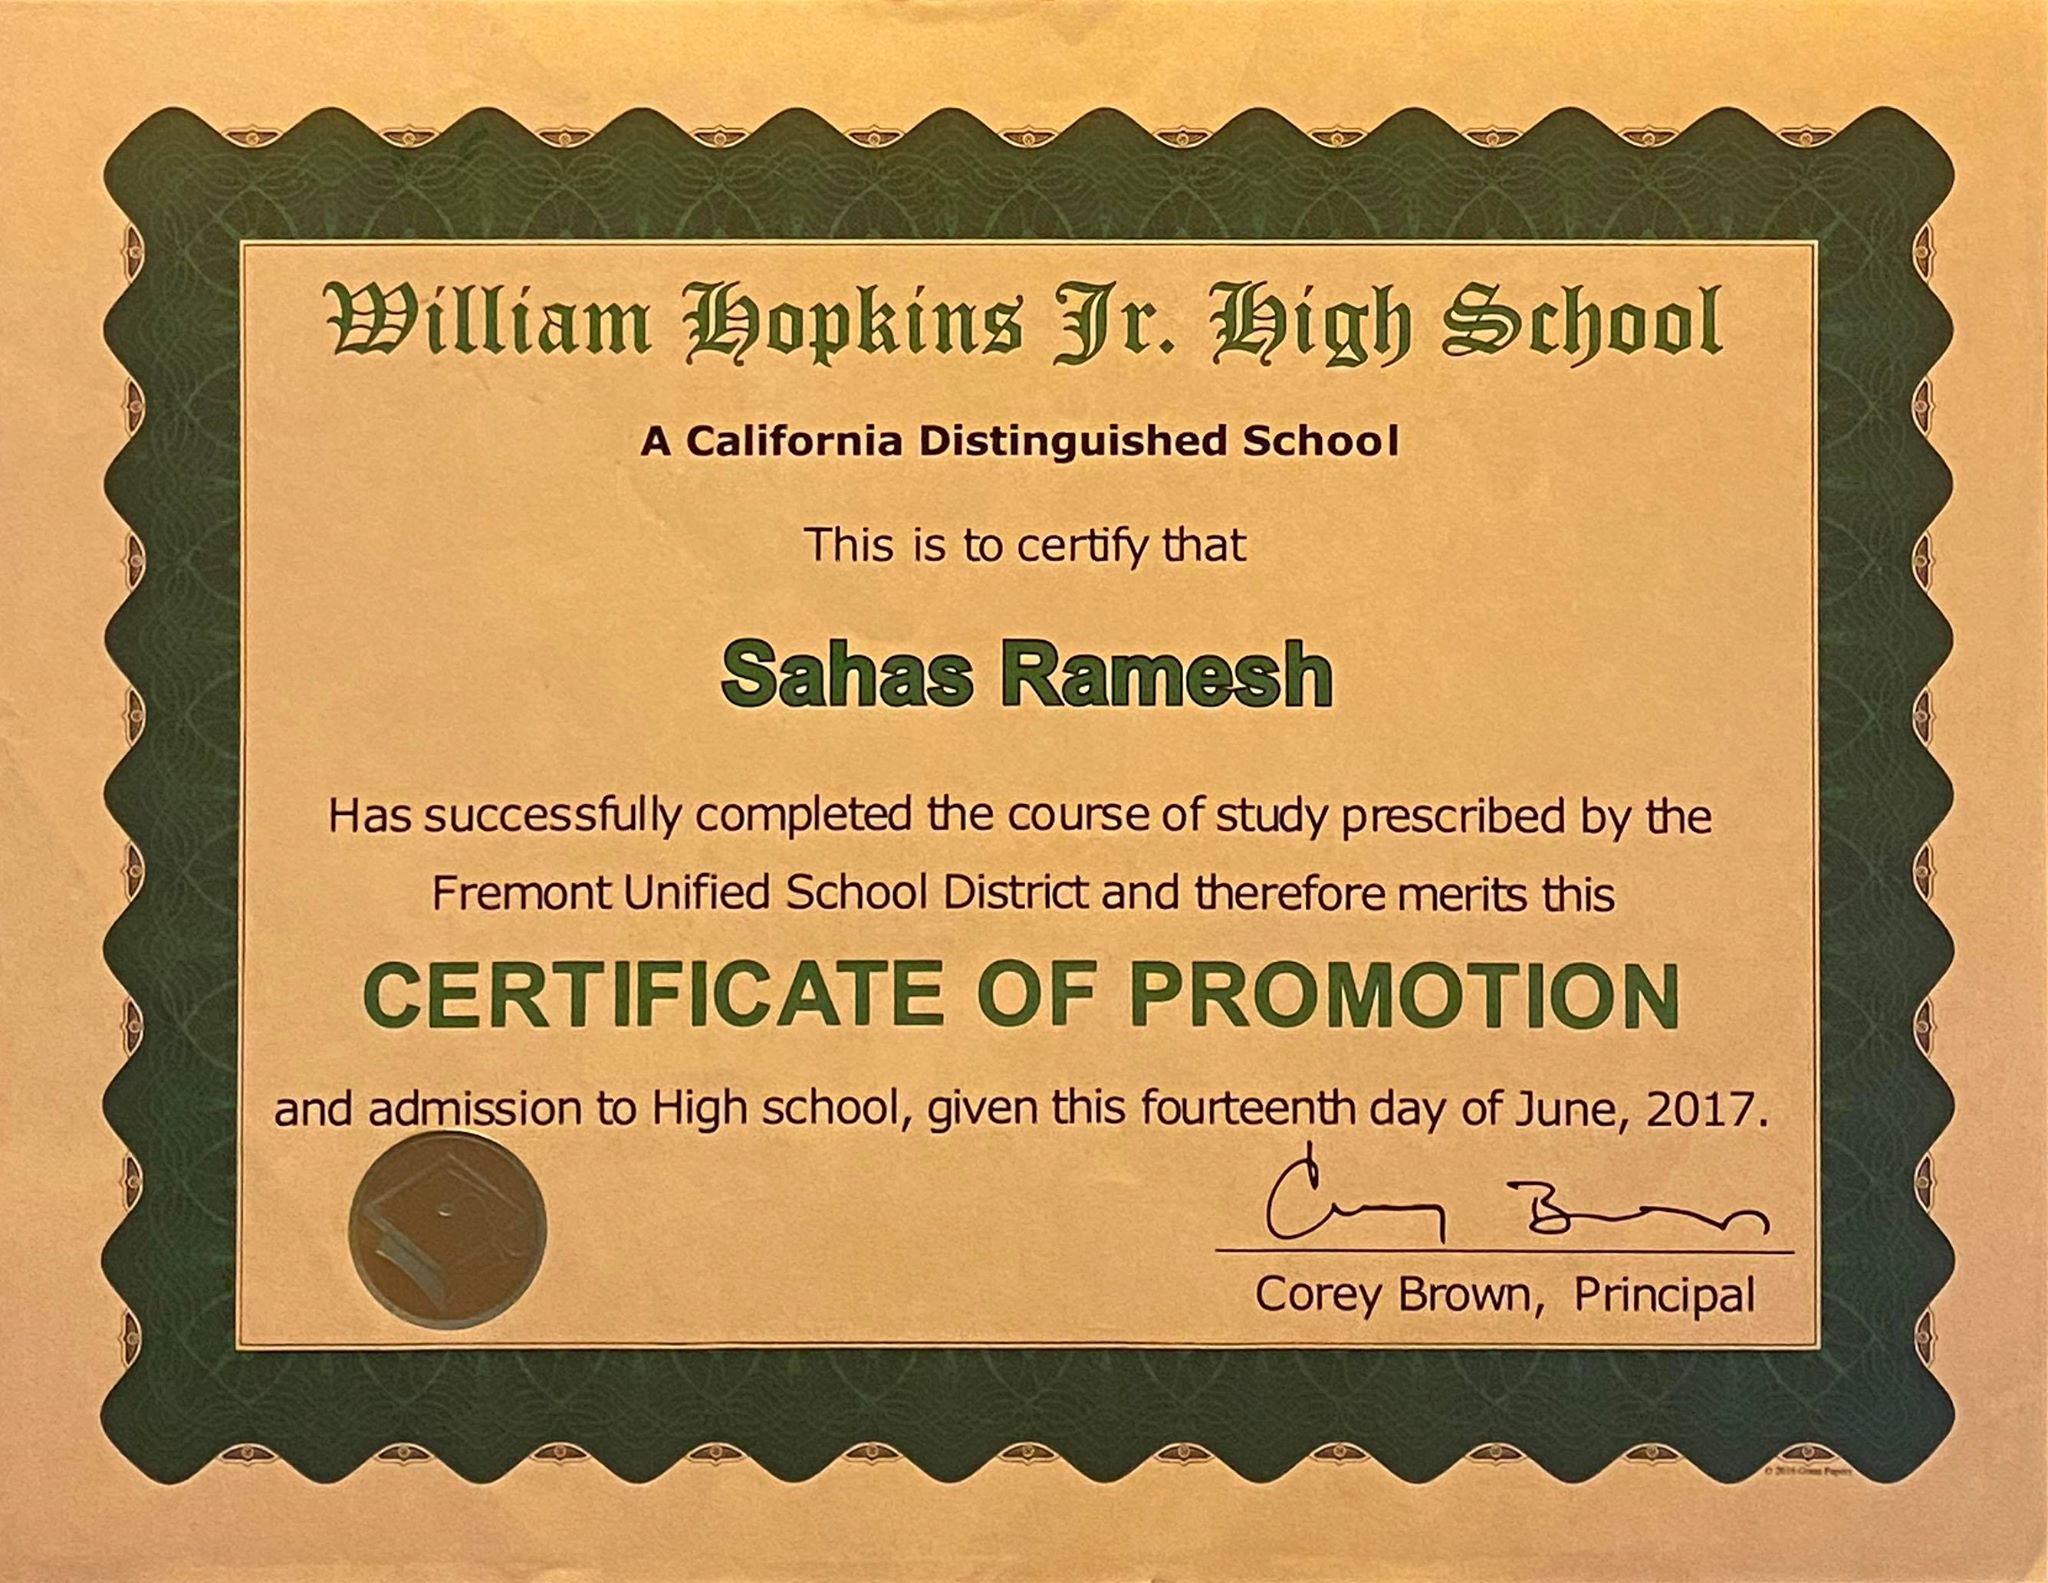 William Hopkins Jr. High School
A California Distinguished School
This is to certify that
Sahas Ramesh
Has successfully completed the course of study prescribed by the
Fremont Unified School District and therefore merits this
CERTIFICATE OF PROMOTION
and admission to High school, given this fourteenth day of June, 2017.
Corey Brown
Corey Brown, Principal